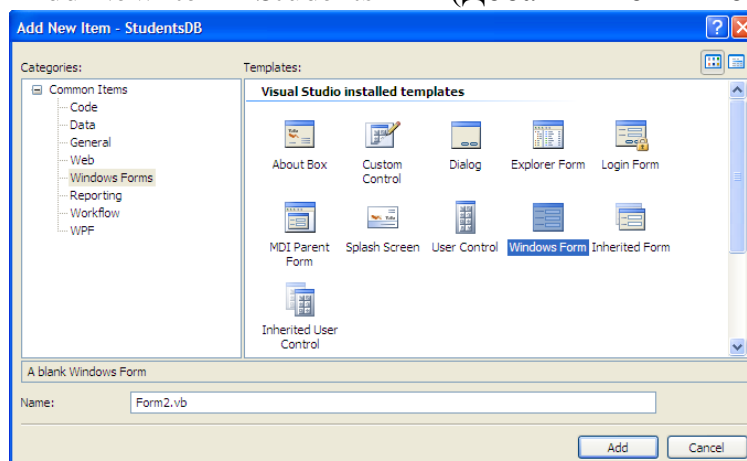 Add New Item - StudentsDB
Categories:
Templates:
Common Items
Code
Data
General
Web
Windows Forms
Reporting
Workflow
WPF
Visual Studio installed templates
About Box
Custom Control
Dialog
Explorer Form
Login Form
MDI Parent Form
Splash Screen
User Control
Windows Form
Inherited Form
Inherited User Control
A blank Windows Form
Name:
Form2.vb
Add
Cancel